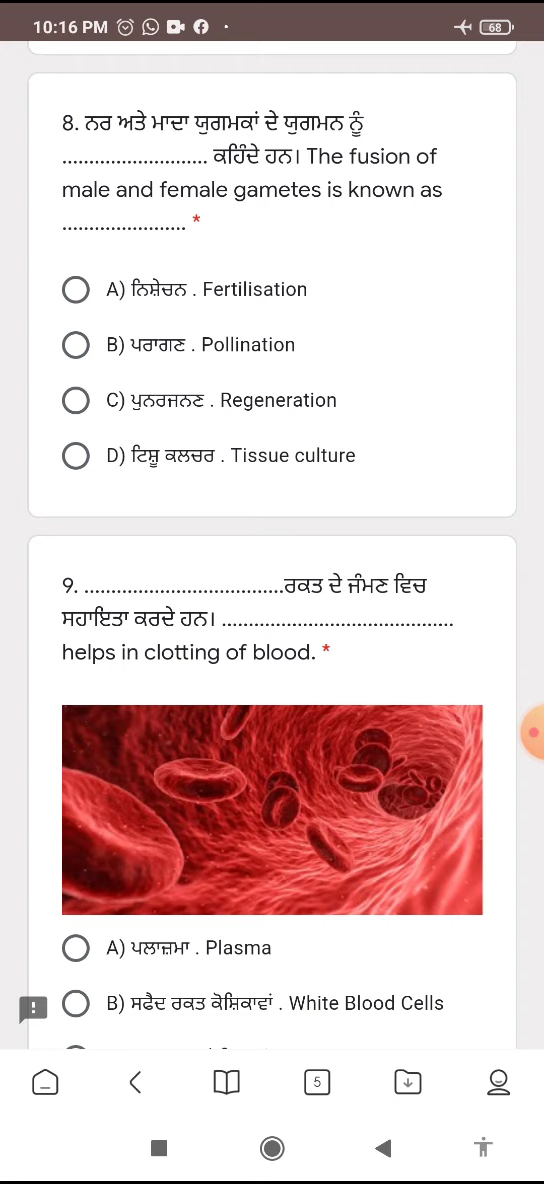 10:16 PM
68
8. ਨਰ ਅਤੇ ਮਾਦਾ ਯੁਗਮਕਾਂ ਦੇ ਯੁਗਮਨ ਨੂੰ
........................... ਕਹਿੰਦੇ ਹਨ। The fusion of
male and female gametes is known as
....................... *
A) ਨਿਸ਼ੇਚਨ . Fertilisation
B) ਪਰਾਗਣ . Pollination
C) ਪੁਨਰਜਨਣ . Regeneration
D) ਟਿਸ਼ੂ ਕਲਚਰ . Tissue culture
9. .....................................ਰਕਤ ਦੇ ਜੰਮਣ ਵਿਚ
ਸਹਾਇਤਾ ਕਰਦੇ ਹਨ। ...........................................
helps in clotting of blood. *
A) ਪਲਾਜ਼ਮਾ . Plasma
B) ਸਫੈਦ ਰਕਤ ਕੋਸ਼ਿਕਾਵਾਂ . White Blood Cells
5